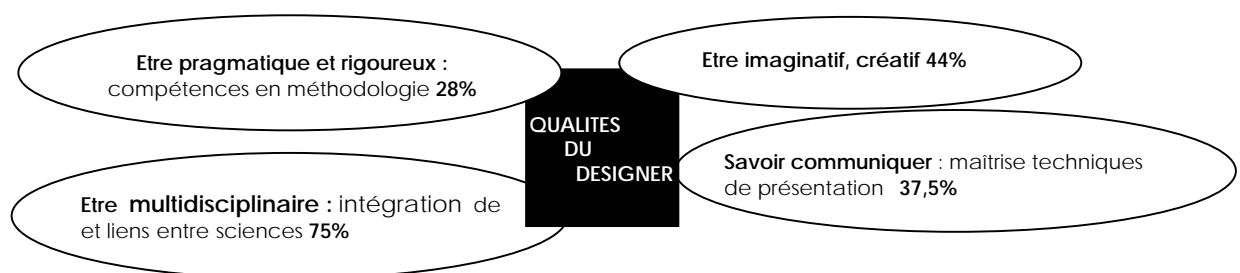 Etre pragmatique et rigoureux :
compétences en méthodologie 28%
Etre imaginatif, créatif 44%
QUALITES
DU
DESIGNER
Savoir communiquer : maîtrise techniques
de présentation 37,5%
Etre multidisciplinaire : intégration de
et liens entre sciences 75%